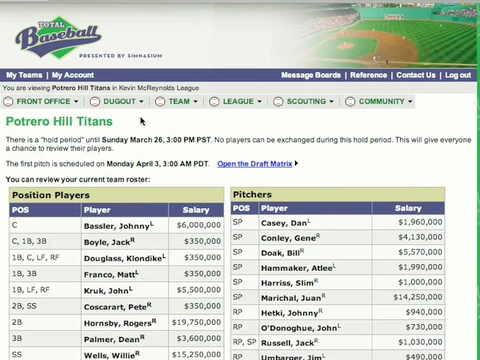 TOTAL
Baseball
PRESENTED BY SIMNASIUM
My Teams | My Account
Message Boards | Reference | Contact Us | Log out
You are viewing Potrero Hill Titans in Kevin McReynolds League
FRONT OFFICE
DUGOUT
TEAM
LEAGUE
SCOUTING
COMMUNITY
Potrero Hill Titans
There is a "hold period" until Sunday March 26, 3:00 PM PST. No players can be exchanged during this hold period. This will give everyone
a chance to review their players.
The first pitch is scheduled on Monday April 3, 3:00 AM PDT. Open the Draft Matrix
You can review your current team roster:
Position Players
POS Player Salary
C Bassler, Johnny L $6,000,000
C, 1B, 3B Boyle, Jack R $350,000
1B, C, LF, RF Douglass, Klondike L $350,000
1B, 3B Franco, Matt L $350,000
1B, LF, RF Kruk, John L $5,500,000
2B, SS Coscarart, Pete R $350,000
2B Hornsby, Rogers R $19,750,000
3B Palmer, Dean R $3,600,000
SS Wells, Willie R $15,250,000
Pitchers
POS Player Salary
SP Casey, Dan L $1,960,000
SP Conley, Gene R $4,130,000
SP Doak, Bill R $5,570,000
SP Hammaker, Atlee L $1,990,000
SP Harriss, Slim R $1,000,000
SP Marichal, Juan R $14,250,000
RP Hetki, Johnny R $940,000
RP O'Donoghue, John L $730,000
RP, SP Russell, Jack R $1,030,000
RP Umbarger, Jim L $490,000